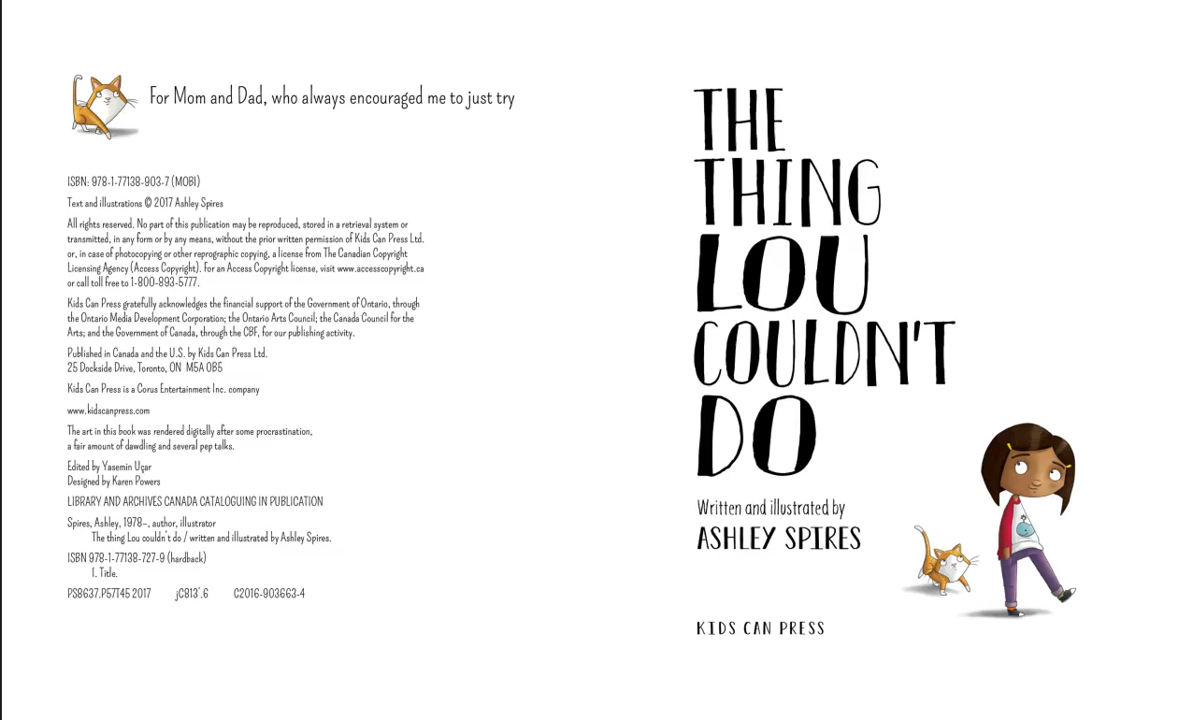 For Mom and Dad, who always encouraged me to just try
ISBN: 978-1-77138-903-7 (MOBI)
Text and illustrations © 2017 Ashley Spires
All rights reserved. No part of this publication may be reproduced, stored in a retrieval system or
transmitted, in any form or by any means, without the prior written permission of Kids Can Press Ltd.
or, in case of photocopying or other reprographic copying, a license from The Canadian Copyright
Licensing Agency (Access Copyright). For an Access Copyright license, visit www.accesscopyright.ca
or call toll free to 1-800-893-5777.
Kids Can Press gratefully acknowledges the financial support of the Government of Ontario, through
the Ontario Media Development Corporation; the Ontario Arts Council; the Canada Council for the
Arts; and the Government of Canada, through the CBF, for our publishing activity.
Published in Canada and the U.S. by Kids Can Press Ltd.
25 Dockside Drive, Toronto, ON M5A 0B5
Kids Can Press is a Corus Entertainment Inc. company
www.kidscanpress.com
The art in this book was rendered digitally after some procrastination,
a fair amount of dawdling and several pep talks.
Edited by Yasemin Uçar
Designed by Karen Powers
LIBRARY AND ARCHIVES CANADA CATALOGUING IN PUBLICATION
Spires, Ashley, 1978–, author, illustrator
The thing Lou couldn't do / written and illustrated by Ashley Spires.
ISBN 978-1-77138-727-9 (hardback)
I. Title.
PS8637.P57T45 2017 jC813'.6 C2016-903663-4
THE
THING
LOU
COULDN'T
DO
Written and illustrated by
ASHLEY SPIRES
KIDS CAN PRESS